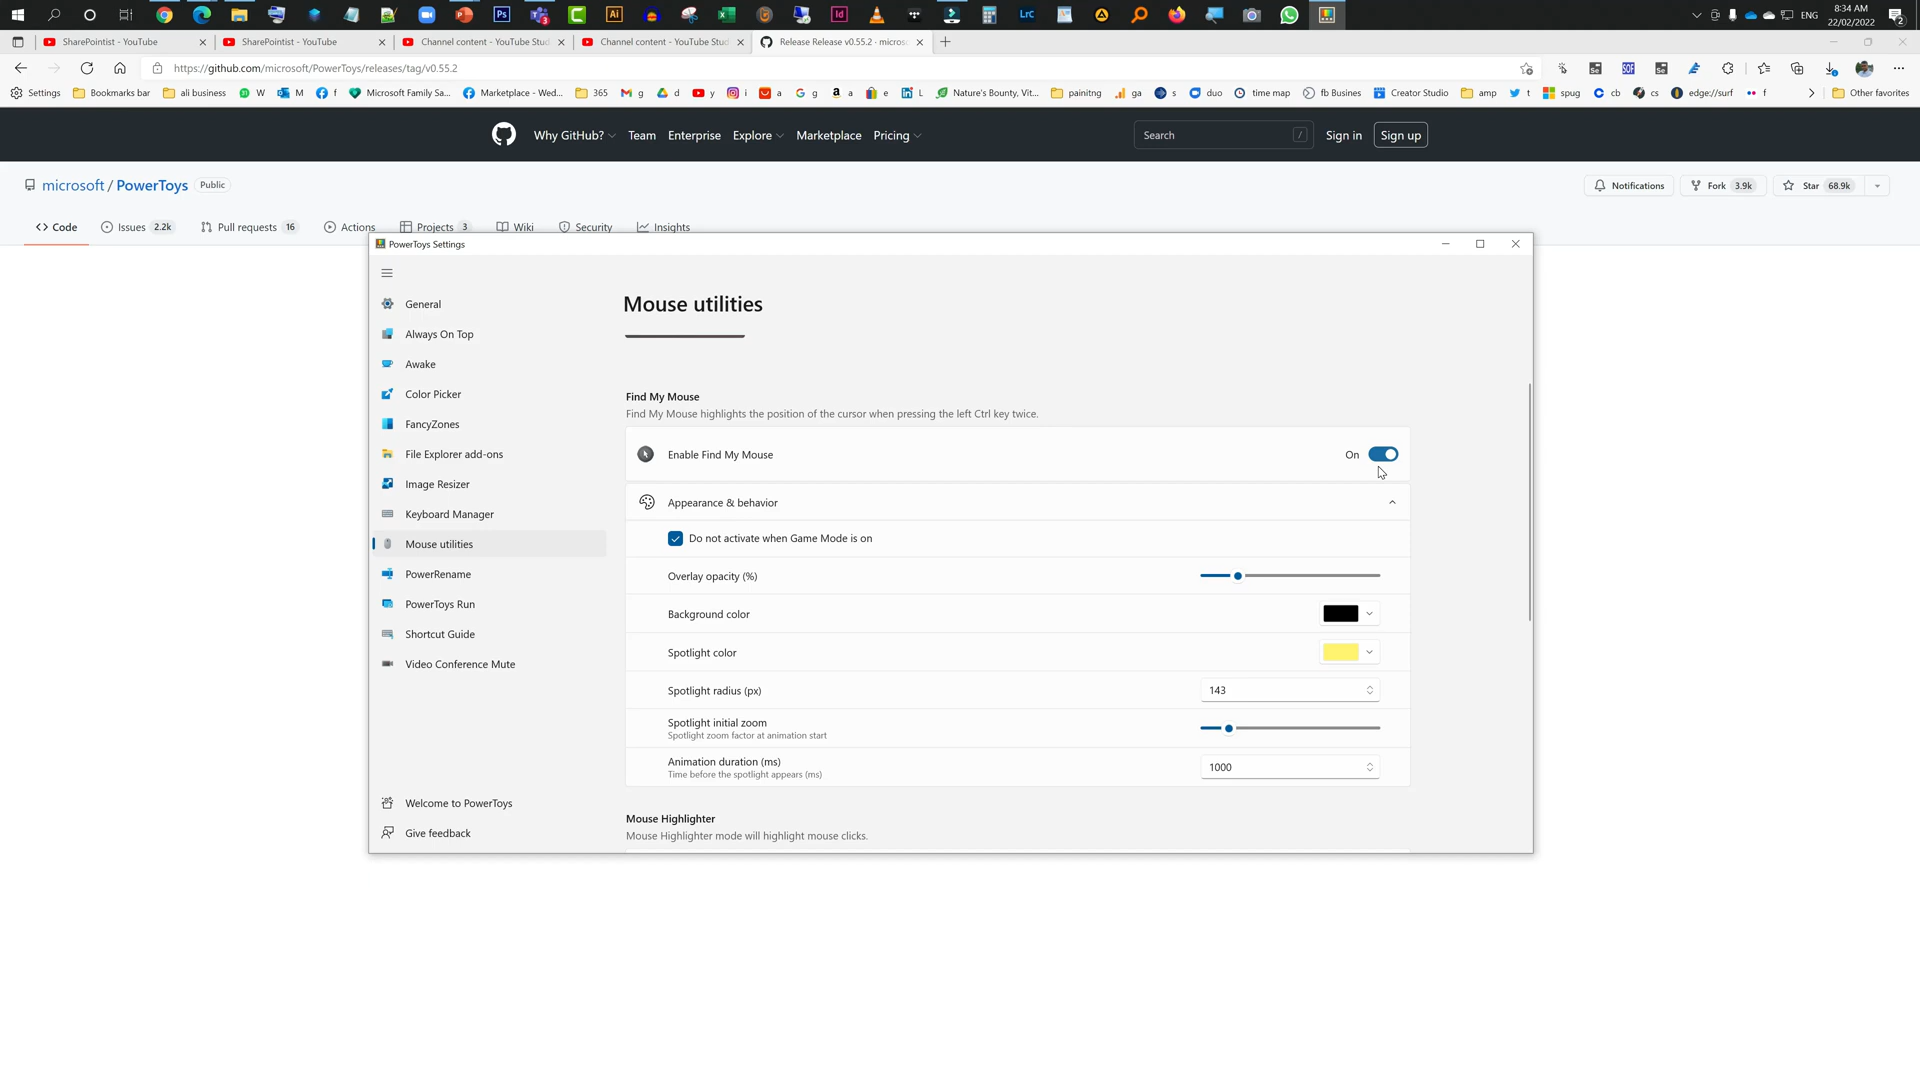 ENG
8:34 AM
22/02/2022
2
SharePointist - YouTube
SharePointist - YouTube
Channel content - YouTube Stud
Channel content - YouTube Stud
Release Release v0.55.2 · micros
https://github.com/microsoft/PowerToys/releases/tag/v0.55.2
Settings Bookmarks bar ali business W M f Microsoft Family Sa... Marketplace - Wed... 365 g d y i a g a e L Nature's Bounty, Vit... painitng ga s duo time map fb Busines Creator Studio amp t spug cb cs edge://surf f Other favorites
Why GitHub? Team Enterprise Explore Marketplace Pricing Search / Sign in Sign up
microsoft / PowerToys Public
Notifications Fork 3.9k Star 68.9k
Code Issues 2.2k Pull requests 16 Actions Projects 3 Wiki Security Insights
PowerToys Settings
General
Always On Top
Awake
Color Picker
FancyZones
File Explorer add-ons
Image Resizer
Keyboard Manager
Mouse utilities
PowerRename
PowerToys Run
Shortcut Guide
Video Conference Mute
Welcome to PowerToys
Give feedback
Mouse utilities
Find My Mouse
Find My Mouse highlights the position of the cursor when pressing the left Ctrl key twice.
Enable Find My Mouse On
Appearance & behavior
Do not activate when Game Mode is on
Overlay opacity (%)
Background color
Spotlight color
Spotlight radius (px) 143
Spotlight initial zoom
Spotlight zoom factor at animation start
Animation duration (ms) 1000
Time before the spotlight appears (ms)
Mouse Highlighter
Mouse Highlighter mode will highlight mouse clicks.